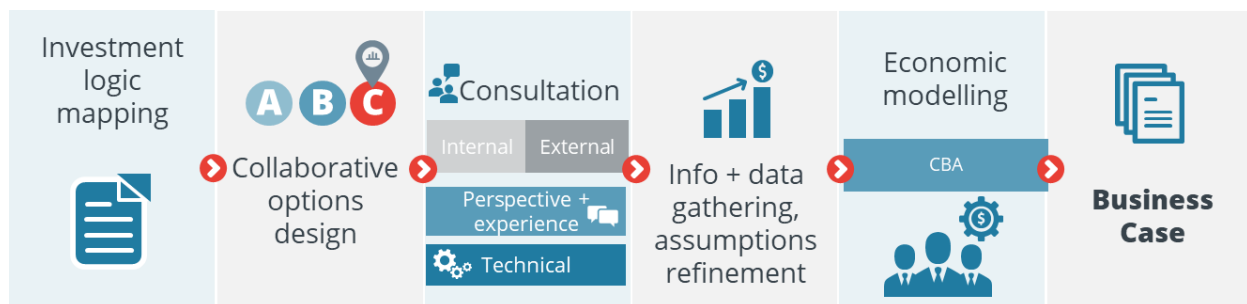 Investment
logic
mapping
A B C
Collaborative
options
design
Consultation
Internal External
Perspective +
experience
Technical
$
Info + data
gathering,
assumptions
refinement
Economic
modelling
CBA
$
Business
Case